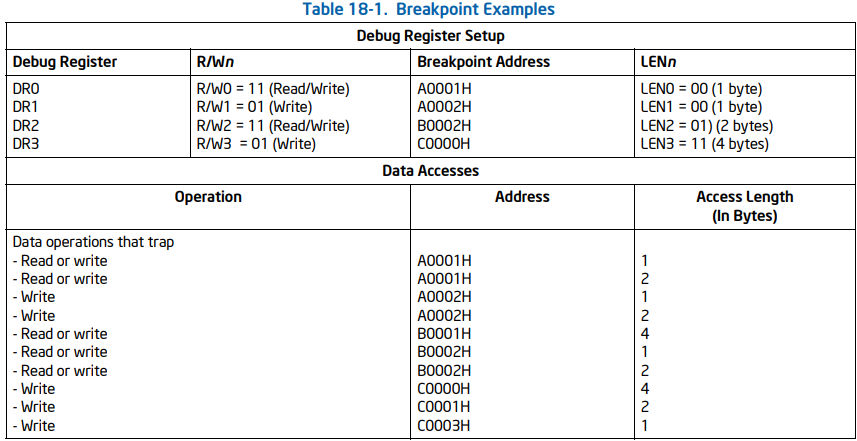 Table 18-1. Breakpoint Examples
Debug Register Setup
Debug Register R/Wn Breakpoint Address LENn
DR0 R/W0 = 11 (Read/Write) A0001H LEN0 = 00 (1 byte)
DR1 R/W1 = 01 (Write) A0002H LEN1 = 00 (1 byte)
DR2 R/W2 = 11 (Read/Write) B0002H LEN2 = 01) (2 bytes)
DR3 R/W3 = 01 (Write) C0000H LEN3 = 11 (4 bytes)
Data Accesses
Operation Address Access Length
(In Bytes)
Data operations that trap
- Read or write A0001H 1
- Read or write A0001H 2
- Write A0002H 1
- Write A0002H 2
- Read or write B0001H 4
- Read or write B0002H 1
- Read or write B0002H 2
- Write C0000H 4
- Write C0001H 2
- Write C0003H 1